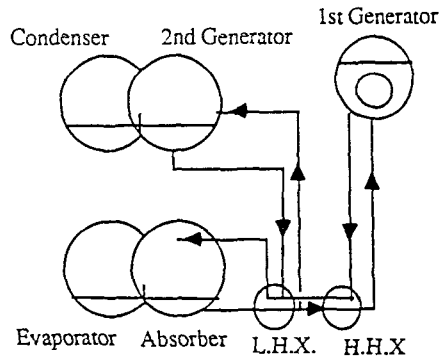 1st Generator
Condenser
2nd Generator
Evaporator
Absorber
L.H.X.
H.H.X